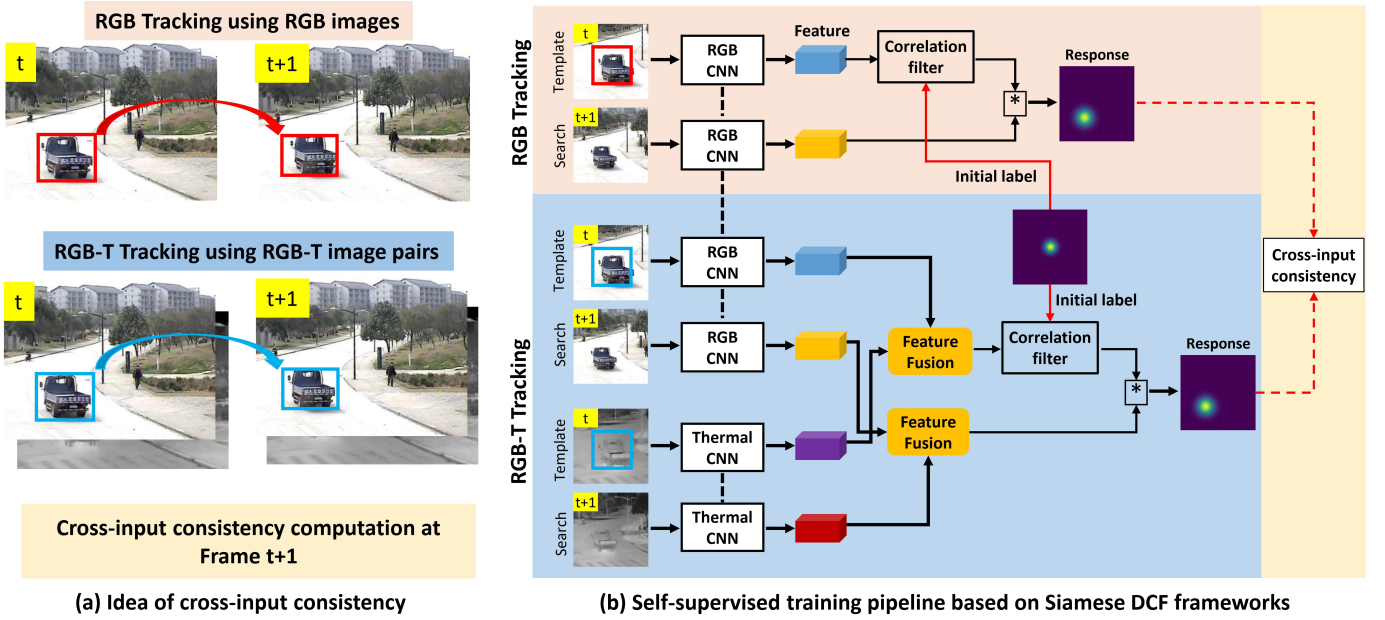 RGB Tracking using RGB images
t
t+1
RGB-T Tracking using RGB-T image pairs
t
t+1
Cross-input consistency computation at
Frame t+1
(a) Idea of cross-input consistency
RGB Tracking
Template
t
RGB
CNN
Feature
Correlation
filter
*
Response
Search
t+1
RGB
CNN
Initial label
RGB-T Tracking
Template
t
RGB
CNN
Search
t+1
RGB
CNN
Feature
Fusion
Initial label
Correlation
filter
*
Response
Template
t
Thermal
CNN
Feature
Fusion
Search
t+1
Thermal
CNN
Cross-input
consistency
(b) Self-supervised training pipeline based on Siamese DCF frameworks